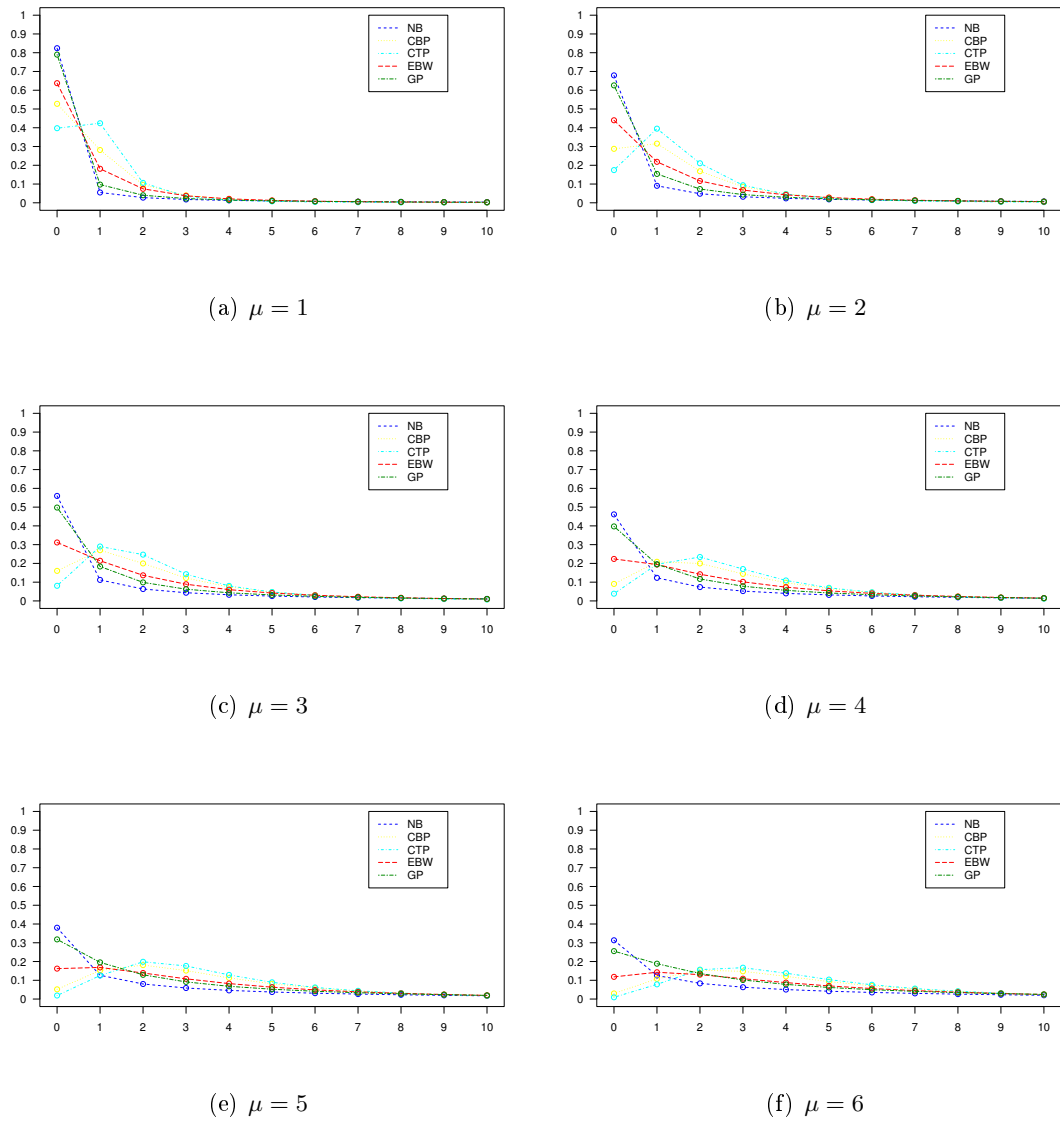 1
0.9
0.8
0.7
0.6
0.5
0.4
0.3
0.2
0.1
0
NB
CBP
CTP
EBW
GP
0 1 2 3 4 5 6 7 8 9 10
(a) μ = 1
1
0.9
0.8
0.7
0.6
0.5
0.4
0.3
0.2
0.1
0
NB
CBP
CTP
EBW
GP
0 1 2 3 4 5 6 7 8 9 10
(b) μ = 2
1
0.9
0.8
0.7
0.6
0.5
0.4
0.3
0.2
0.1
0
NB
CBP
CTP
EBW
GP
0 1 2 3 4 5 6 7 8 9 10
(c) μ = 3
1
0.9
0.8
0.7
0.6
0.5
0.4
0.3
0.2
0.1
0
NB
CBP
CTP
EBW
GP
0 1 2 3 4 5 6 7 8 9 10
(d) μ = 4
1
0.9
0.8
0.7
0.6
0.5
0.4
0.3
0.2
0.1
0
NB
CBP
CTP
EBW
GP
0 1 2 3 4 5 6 7 8 9 10
(e) μ = 5
1
0.9
0.8
0.7
0.6
0.5
0.4
0.3
0.2
0.1
0
NB
CBP
CTP
EBW
GP
0 1 2 3 4 5 6 7 8 9 10
(f) μ = 6